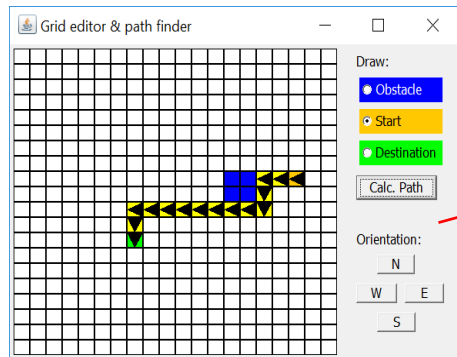 Grid editor & path finder
Draw:
Obstacle
Start
Destination
Calc. Path
Orientation:
N
W E
S